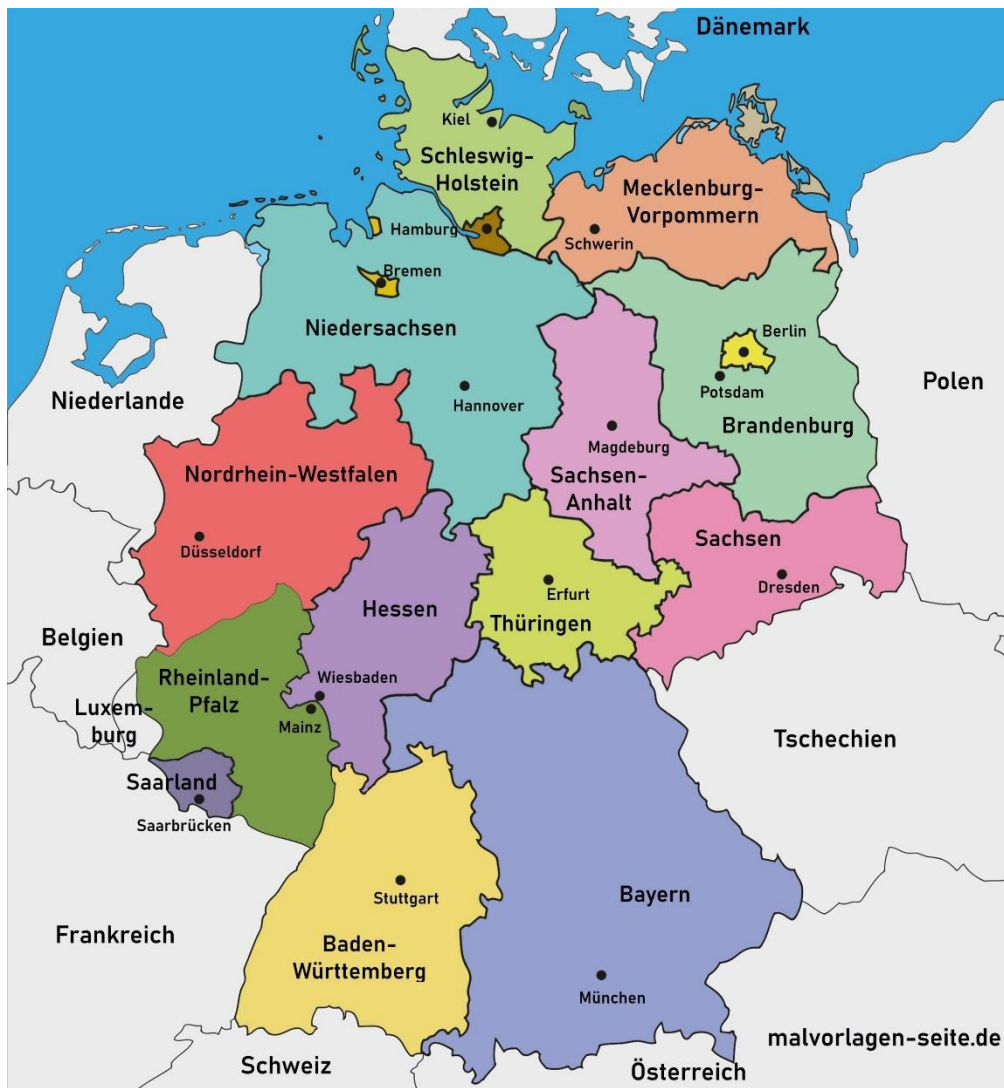 Dänemark
Kiel
Schleswig-
Holstein
Mecklenburg-
Vorpommern
Hamburg
Schwerin
Bremen
Niedersachsen
Berlin
Polen
Niederlande
Potsdam
Hannover
Brandenburg
Magdeburg
Nordrhein-Westfalen
Sachsen-
Anhalt
Sachsen
Düsseldorf
Dresden
Erfurt
Hessen
Thüringen
Belgien
Rheinland-
Pfalz
Wiesbaden
Luxem-
burg
Mainz
Tschechien
Saarland
Saarbrücken
Stuttgart
Bayern
Frankreich
Baden-
Württemberg
München
malvorlagen-seite.de
Schweiz
Österreich